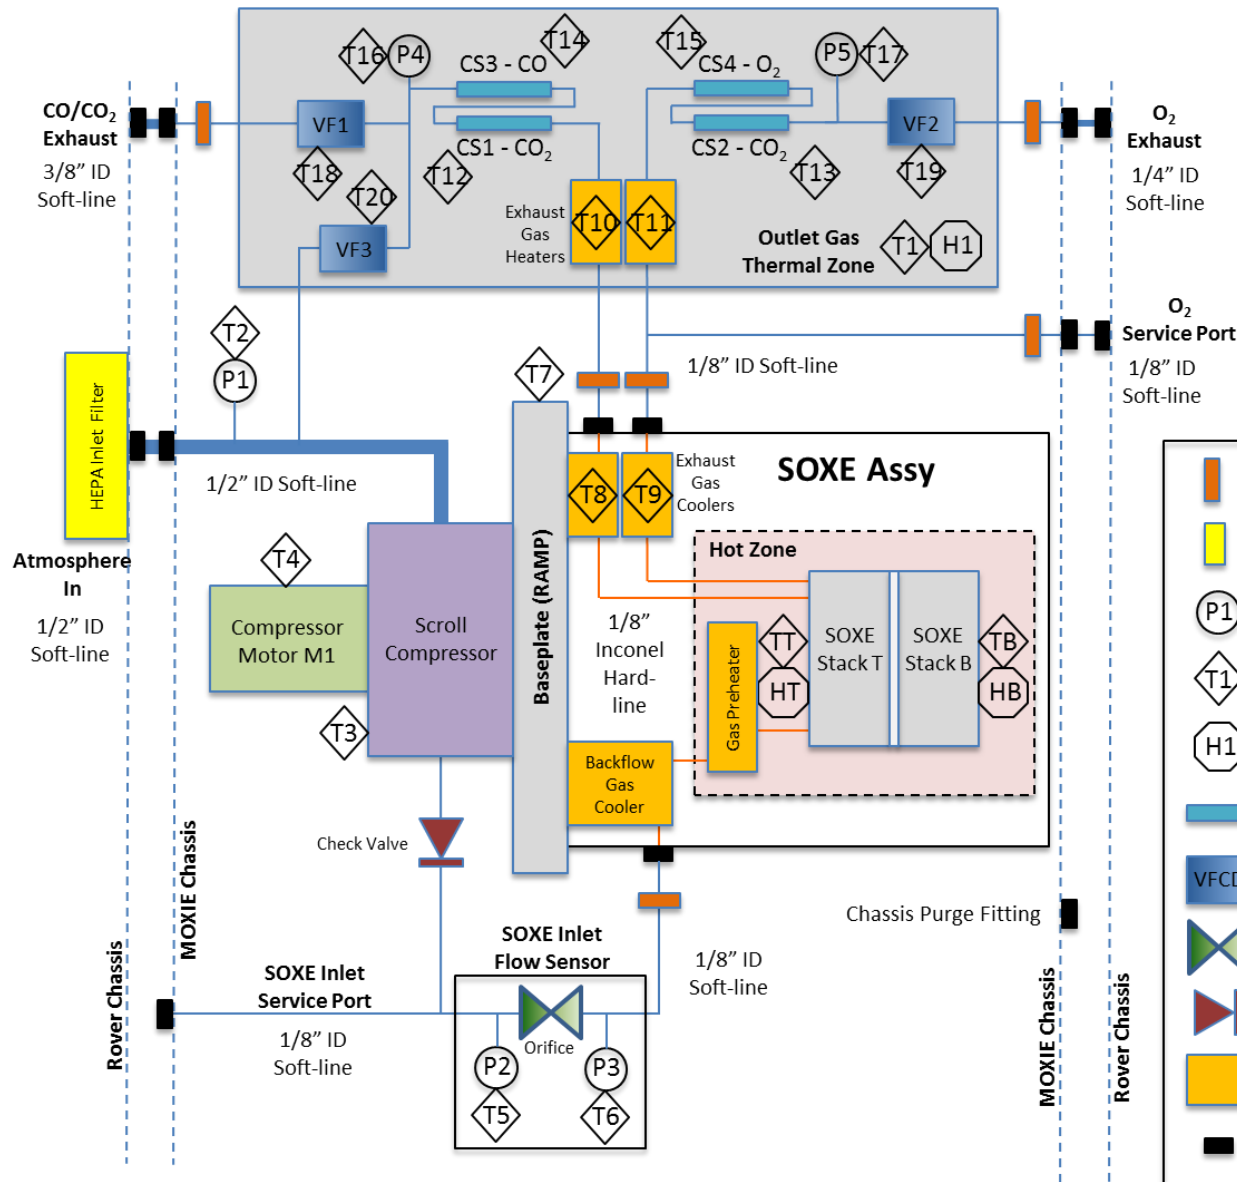 T14
T15
T16
P4
CS3 - CO
CS4 - O₂
P5
T17
CO/CO₂
Exhaust
3/8” ID
Soft-line
VF1
CS1 - CO₂
CS2 - CO₂
VF2
O₂
Exhaust
1/4” ID
Soft-line
T18
T12
T13
T19
T20
VF3
Exhaust
Gas
Heaters
T10
T11
Outlet Gas
Thermal Zone
T1
H1
T2
P1
T7
1/8” ID Soft-line
O₂
Service Port
1/8” ID
Soft-line
HEPA Inlet Filter
1/2” ID Soft-line
T8
T9
Exhaust
Gas
Coolers
SOXE Assy
Atmosphere
In
1/2” ID
Soft-line
T4
Compressor
Motor M1
Scroll
Compressor
T3
Baseplate (RAMP)
1/8”
Inconel
Hard-
line
Hot Zone
Gas Preheater
TT
HT
SOXE
Stack T
SOXE
Stack B
TB
HB
P1
T1
H1
Backflow
Gas
Cooler
Check Valve
VFCD
Rover Chassis
MOXIE Chassis
Chassis Purge Fitting
SOXE Inlet
Flow Sensor
1/8” ID
Soft-line
SOXE Inlet
Service Port
1/8” ID
Soft-line
Orifice
P2
P3
T5
T6
MOXIE Chassis
Rover Chassis